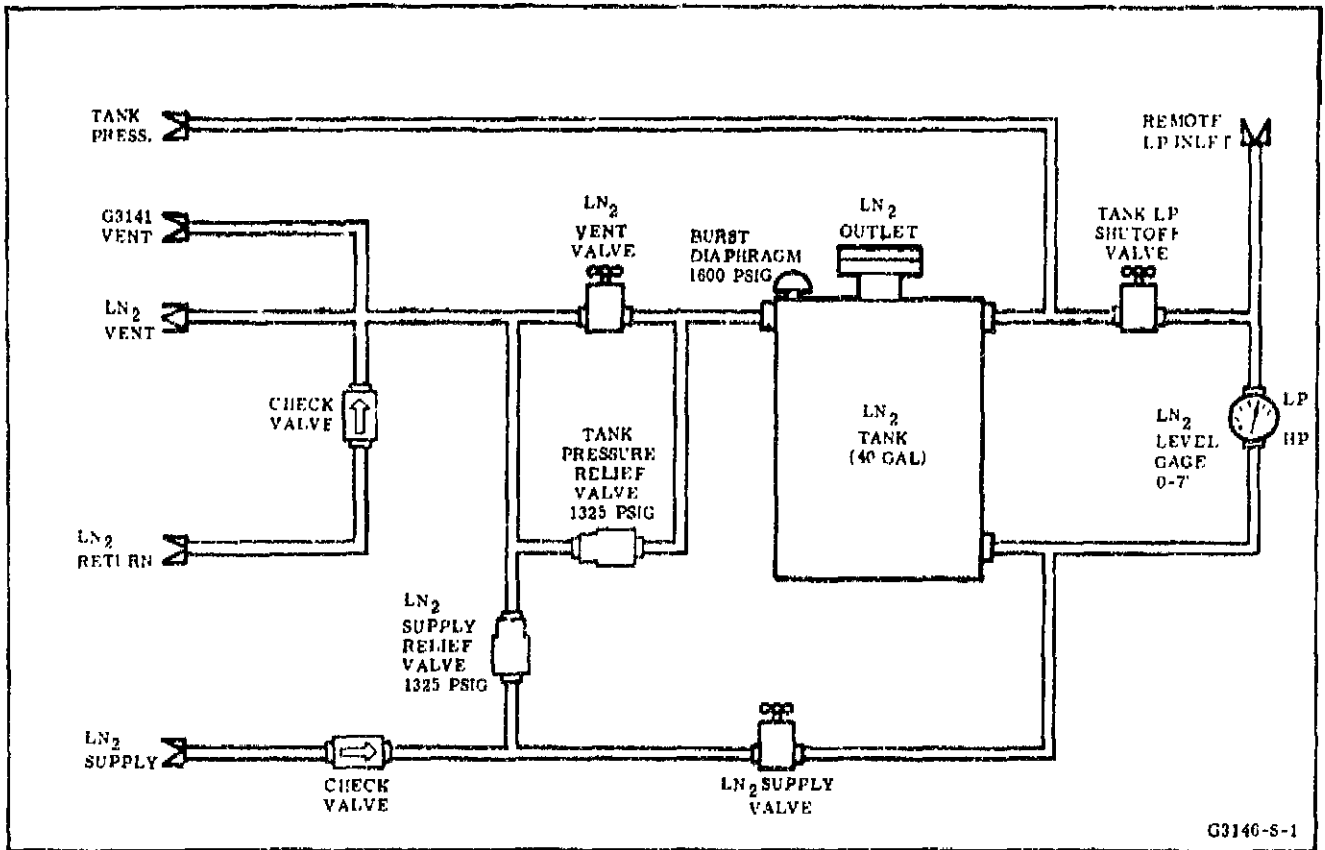 TANK
PRESS.
REMOTE
LP INLET
G3141
VENT
LN2
VENT
VALVE
BURST
DIAPHRAGM
1600 PSIG
LN2
OUTLET
TANK LP
SHUTOFF
VALVE
LN2
VENT
CHECK
VALVE
TANK
PRESSURE
RELIEF
VALVE
1325 PSIG
LN2
TANK
(40 GAL)
LN2
LEVEL
GAGE
0-7"
LP
HP
LN2
RETURN
LN2
SUPPLY
RELIEF
VALVE
1325 PSIG
LN2
SUPPLY
CHECK
VALVE
LN2 SUPPLY
VALVE
G3140-S-1